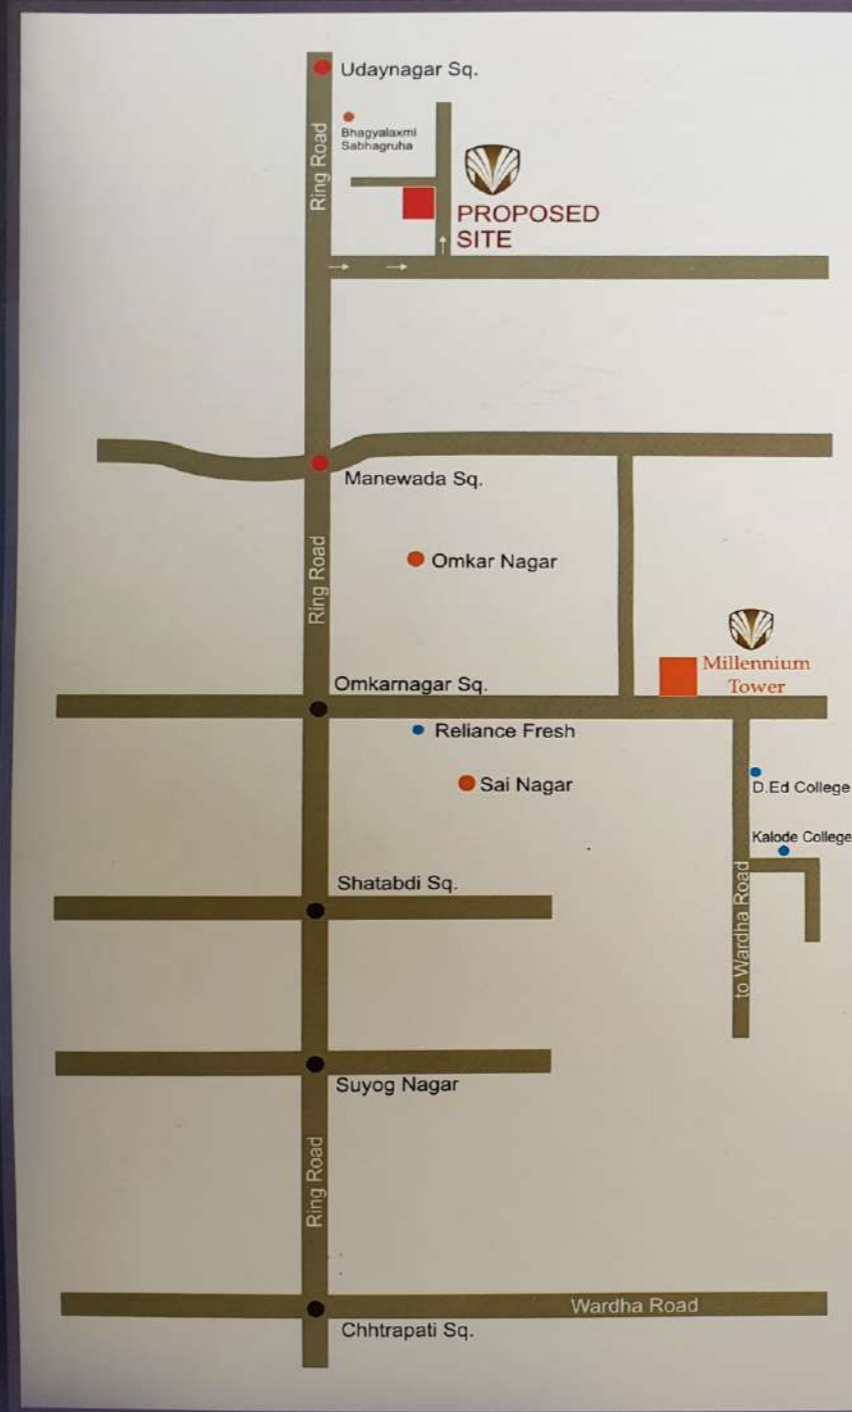 Udaynagar Sq.
Ring Road
Bhagyalaxmi
Sabhagruha
PROPOSED
SITE
Manewada Sq.
Ring Road
Omkar Nagar
Millennium
Tower
Omkarnagar Sq.
Reliance Fresh
Sai Nagar
D.Ed College
Kalode College
Shatabdi Sq.
to Wardha Road
Suyog Nagar
Ring Road
Wardha Road
Chhtrapati Sq.